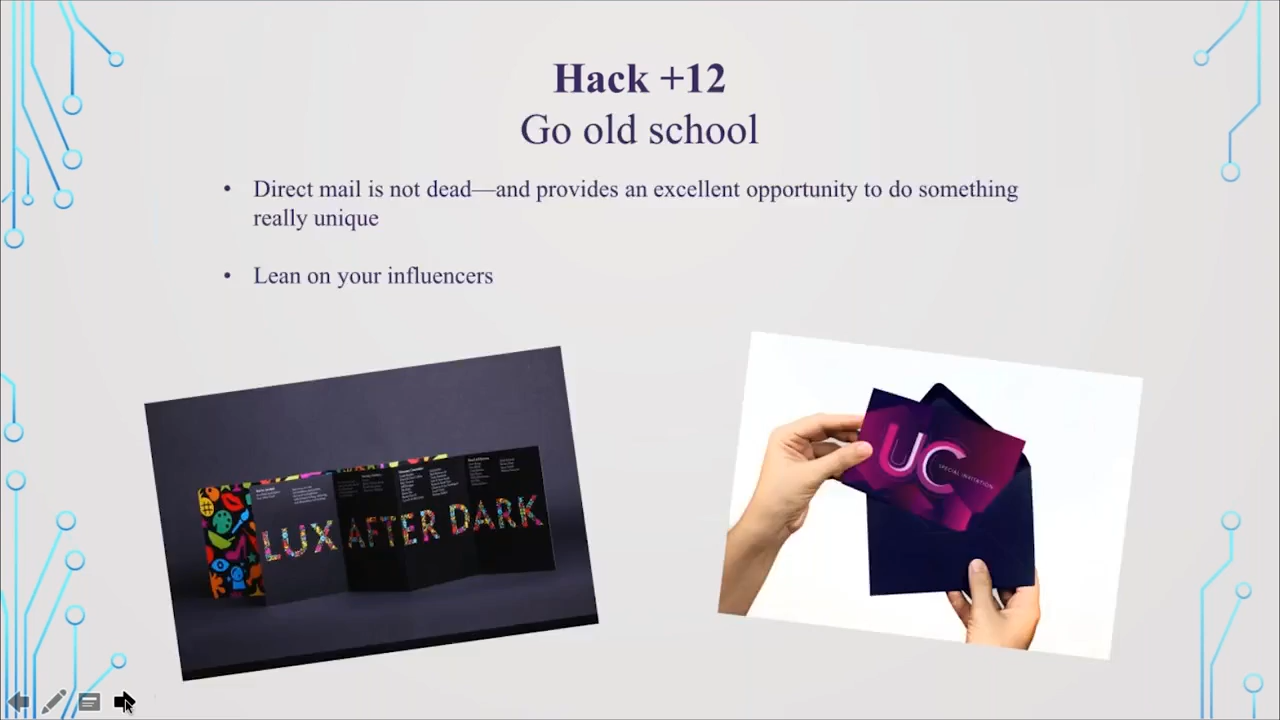 Hack +12
Go old school
• Direct mail is not dead—and provides an excellent opportunity to do something
really unique
• Lean on your influencers
LUX AFTER DARK
UC
SPECIAL INVITATION